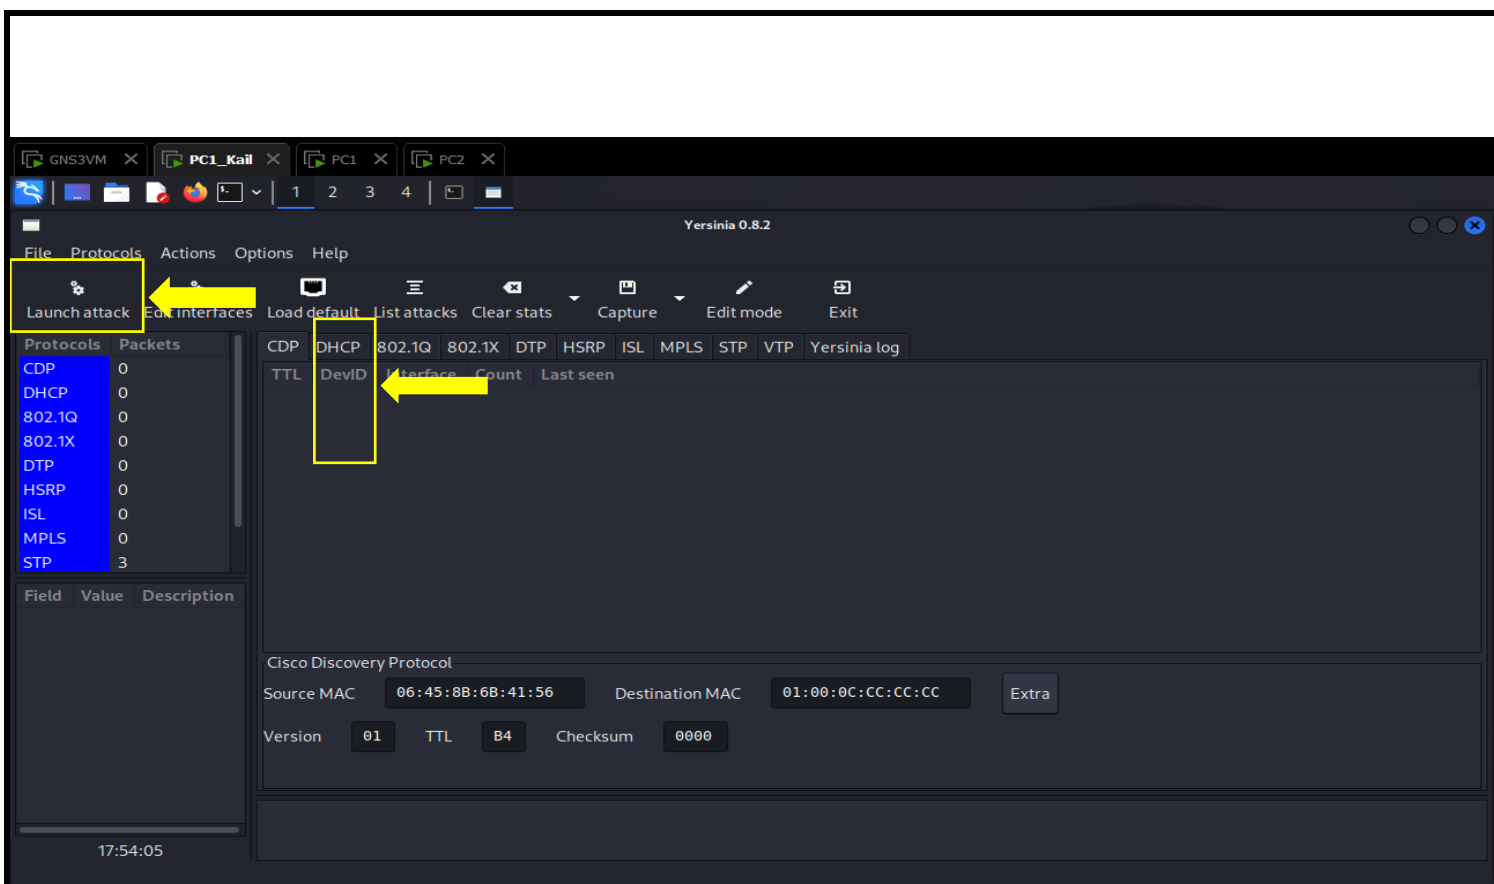 GNS3VM PC1_Kail PC1 PC2
1 2 3 4
Yersinia 0.8.2
File Protocols Actions Options Help
Launch attack Edit interfaces Load default List attacks Clear stats Capture Edit mode Exit
Protocols Packets
CDP 0
DHCP 0
802.1Q 0
802.1X 0
DTP 0
HSRP 0
ISL 0
MPLS 0
STP 3
CDP DHCP 802.1Q 802.1X DTP HSRP ISL MPLS STP VTP Yersinia log
TTL DevID Interface Count Last seen
Field Value Description
Cisco Discovery Protocol
Source MAC 06:45:8B:6B:41:56 Destination MAC 01:00:0C:CC:CC:CC Extra
Version 01 TTL B4 Checksum 0000
17:54:05